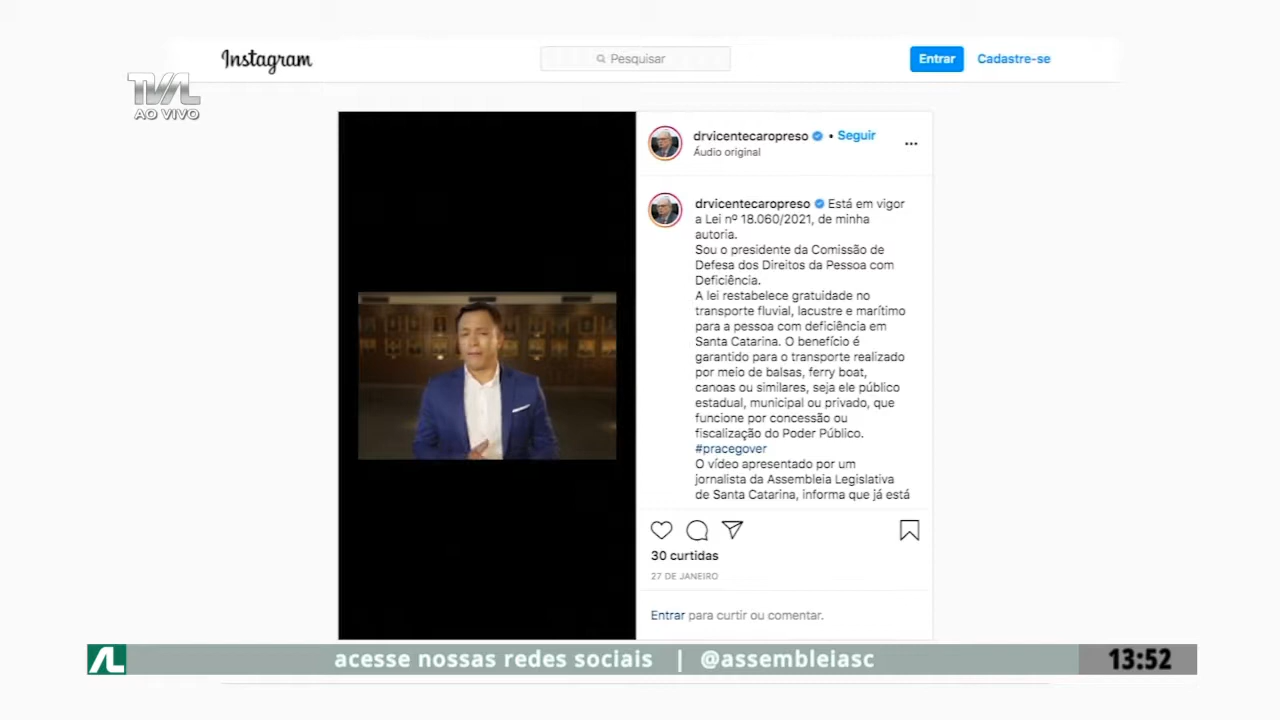 Instagram
Pesquisar
Entrar
Cadastre-se
TVAL
AO VIVO
drvicentecaropreso • Seguir
Áudio original
drvicentecaropreso Está em vigor
a Lei nº 18.060/2021, de minha
autoria.
Sou o presidente da Comissão de
Defesa dos Direitos da Pessoa com
Deficiência.
A lei restabelece gratuidade no
transporte fluvial, lacustre e marítimo
para a pessoa com deficiência em
Santa Catarina. O benefício é
garantido para o transporte realizado
por meio de balsas, ferry boat,
canoas ou similares, seja ele público
estadual, municipal ou privado, que
funcione por concessão ou
fiscalização do Poder Público.
#pracegover
O vídeo apresentado por um
jornalista da Assembleia Legislativa
de Santa Catarina, informa que já está
30 curtidas
27 DE JANEIRO
Entrar para curtir ou comentar.
AL
acesse nossas redes sociais | @assembleiasc
13:52